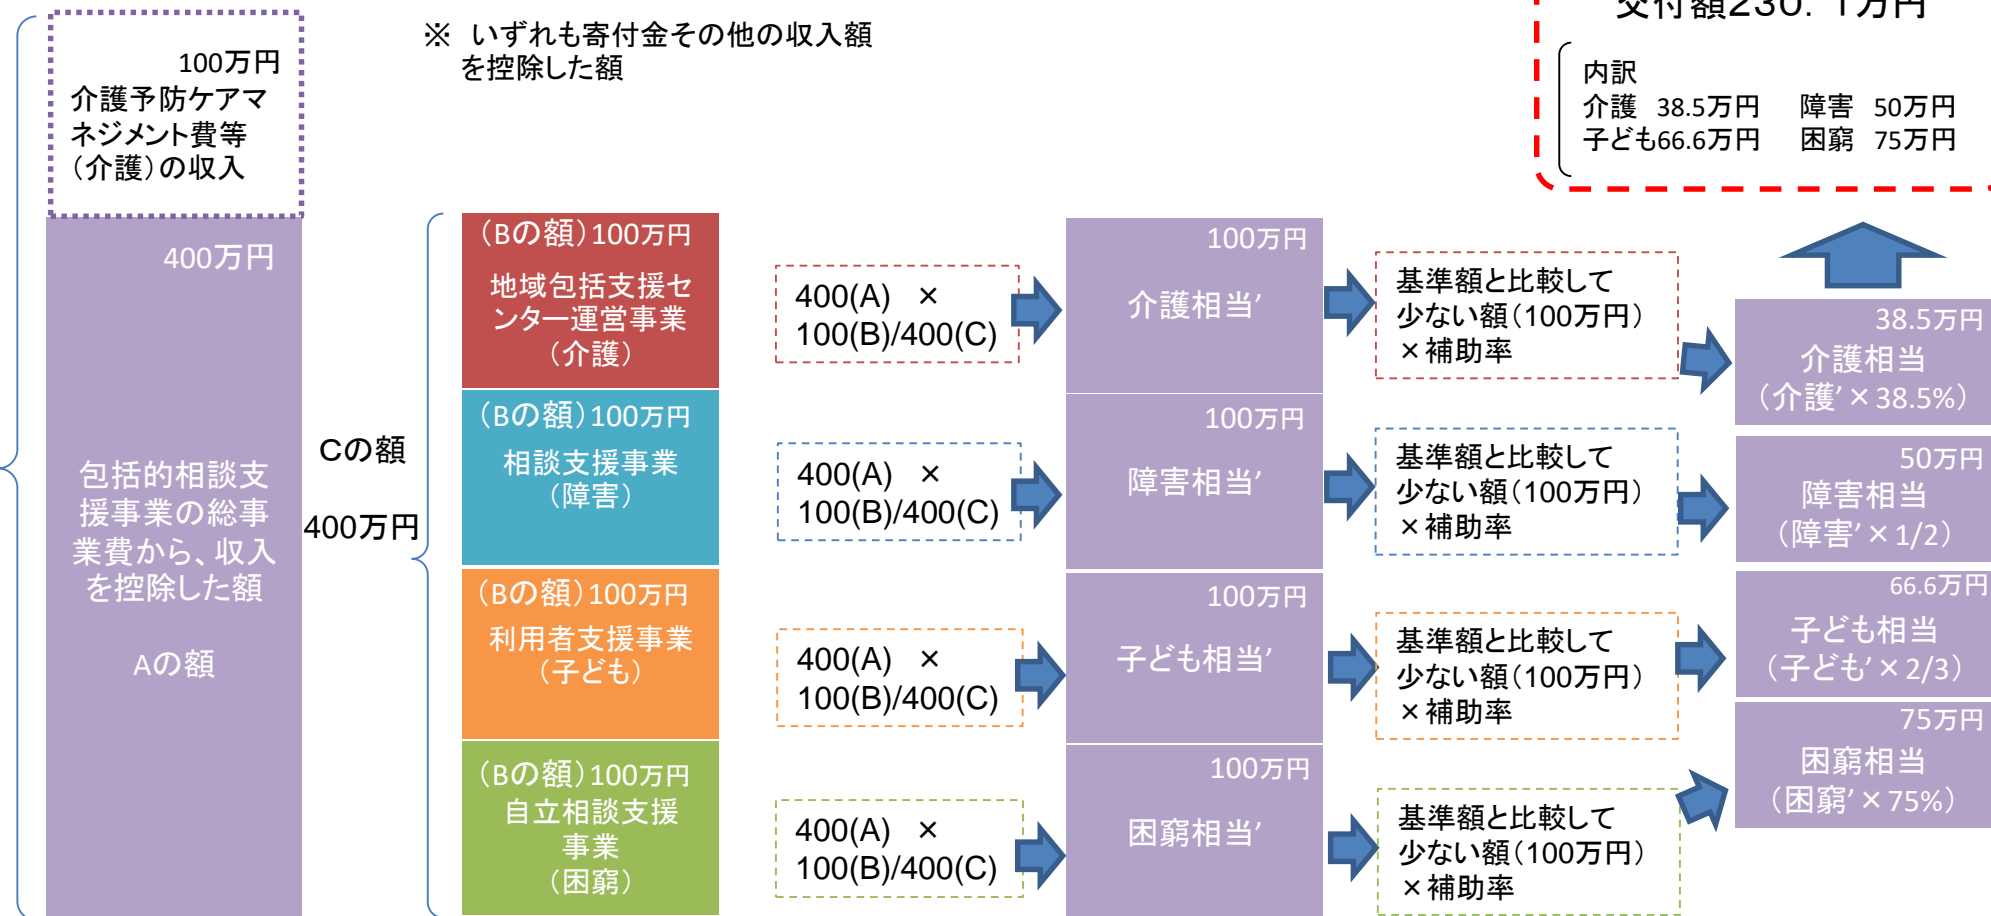 100万円
介護予防ケアマ
ネジメント費等
（介護）の収入
※　いずれも寄付金その他の収入額
を控除した額
交付額230．1万円
内訳
介護　38.5万円　障害　50万円
子ども66.6万円　困窮　75万円
400万円
包括的相談支
援事業の総事
業費から、収入
を控除した額
Aの額
Cの額
400万円
（Bの額）100万円
地域包括支援セ
ンター運営事業
（介護）
400(A)　×
100(B)/400(C)
100万円
介護相当’
基準額と比較して
少ない額（100万円）
×補助率
38.5万円
介護相当
（介護’×38.5%）
（Bの額）100万円
相談支援事業
（障害）
400(A)　×
100(B)/400(C)
100万円
障害相当’
基準額と比較して
少ない額（100万円）
×補助率
50万円
障害相当
（障害’×1/2）
（Bの額）100万円
利用者支援事業
（子ども）
400(A)　×
100(B)/400(C)
100万円
子ども相当’
基準額と比較して
少ない額（100万円）
×補助率
66.6万円
子ども相当
（子ども’×2/3）
（Bの額）100万円
自立相談支援
事業
（困窮）
400(A)　×
100(B)/400(C)
100万円
困窮相当’
基準額と比較して
少ない額（100万円）
×補助率
75万円
困窮相当
（困窮’×75%）